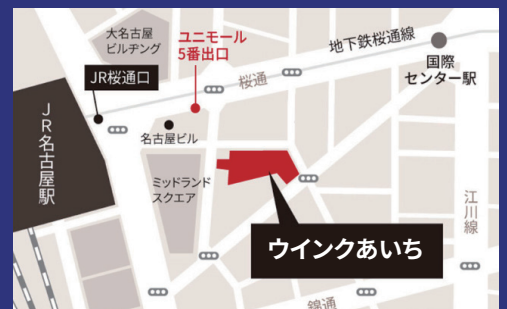 大名古屋
ビルヂング
ユニモール
5番出口
地下鉄桜通線
国際
センター駅
JR桜通口
桜通
JR名古屋駅
名古屋ビル
ミッドランド
スクエア
江川線
ウインクあいち
錦通